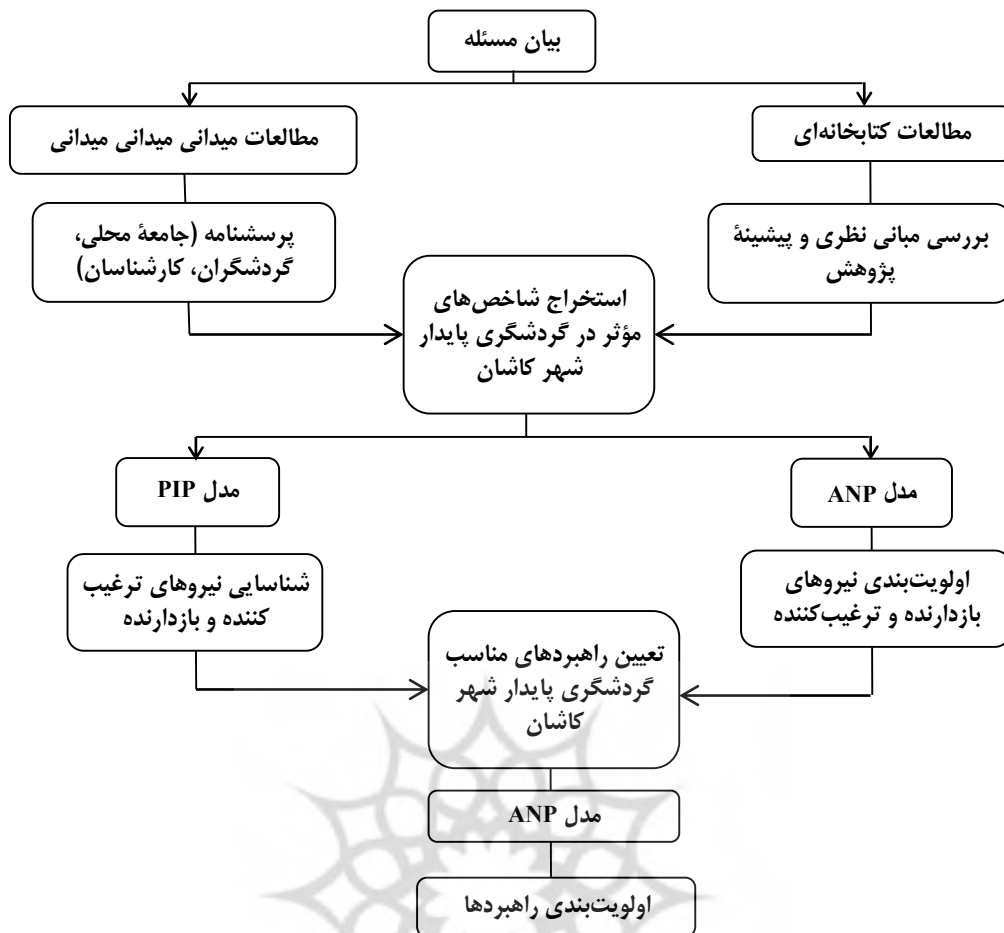 بیان مسئله
مطالعات کتابخانه‌ای
مطالعات میدانی میدانی میدانی
بررسی مبانی نظری و پیشینهٔ
پژوهش
پرسشنامه (جامعهٔ محلی،
گردشگران، کارشناسان)
استخراج شاخص‌های
مؤثر در گردشگری پایدار
شهر کاشان
مدل ANP
مدل PIP
اولویت‌بندی نیروهای
بازدارنده و ترغیب‌کننده
شناسایی نیروهای ترغیب
کننده و بازدارنده
تعیین راهبردهای مناسب
گردشگری پایدار شهر
کاشان
مدل ANP
اولویت‌بندی راهبردها